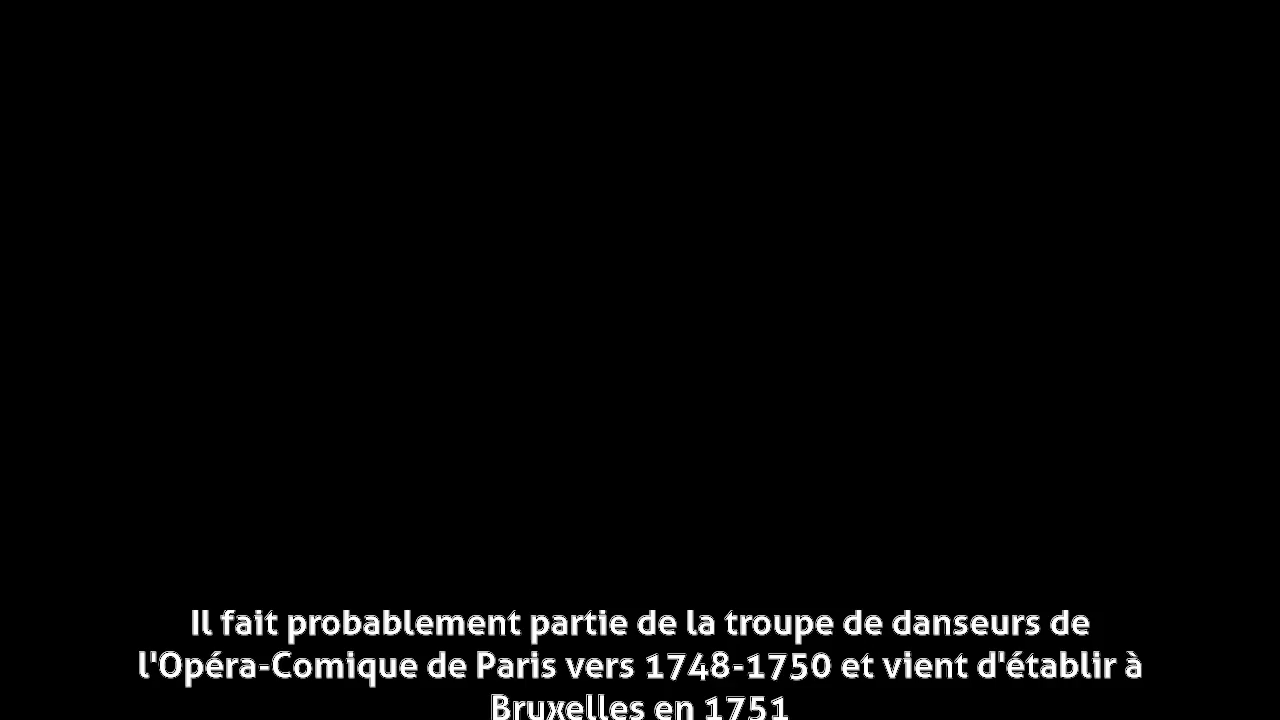 Il fait probablement partie de la troupe de danseurs de
l'Opéra-Comique de Paris vers 1748-1750 et vient d'établir à
Bruxelles en 1751